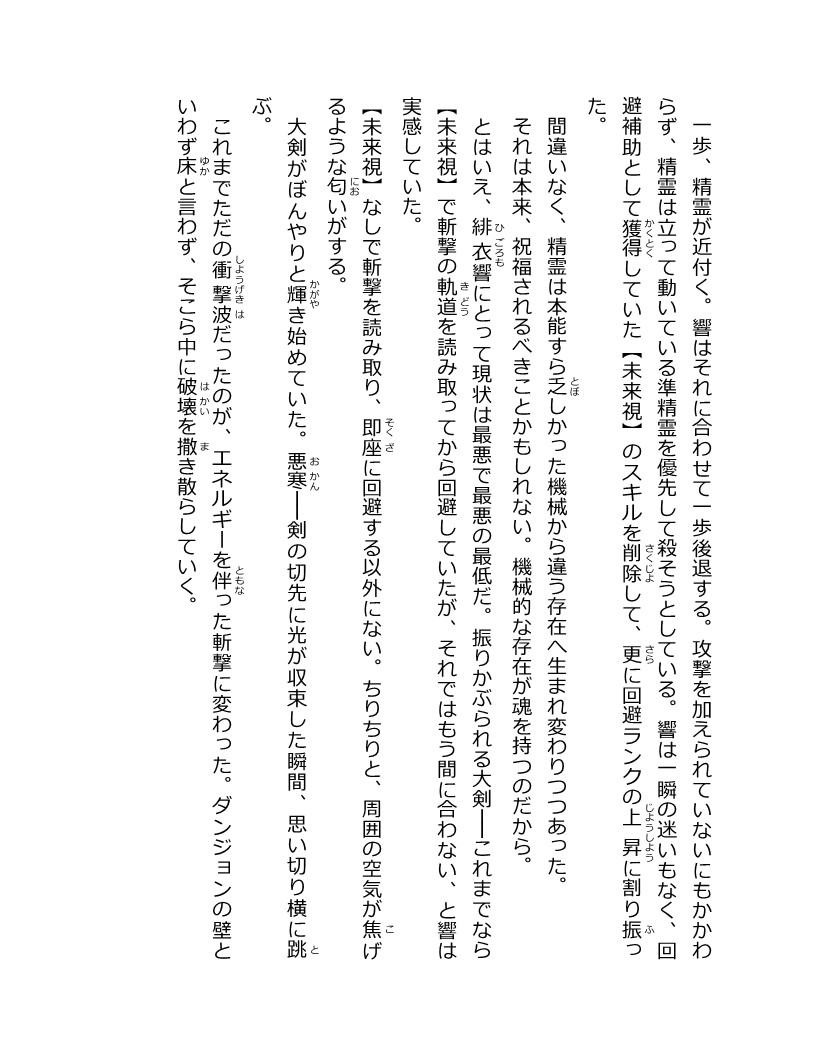 一歩、精霊が近付く。響はそれに合わせて一歩後退する。攻撃を加えられていないにもかかわ
らず、精霊は立って動いている準精霊を優先して殺そうとしている。響は一瞬の迷いもなく、回
避補助として獲得していた【未来視】のスキルを削除して、更に回避ランクの上昇に割り振っ
た。
間違いなく、精霊は本能すら乏しかった機械から違う存在へ生まれ変わりつつあった。
それは本来、祝福されるべきことかもしれない。機械的な存在が魂を持つのだから。
とはいえ、緋衣響にとって現状は最悪で最悪の最低だ。振りかぶられる大剣──これまでなら
【未来視】で斬撃の軌道を読み取ってから回避していたが、それではもう間に合わない、と響は
実感していた。
【未来視】なしで斬撃を読み取り、即座に回避する以外にない。ちりちりと、周囲の空気が焦げ
るような匂いがする。
大剣がぼんやりと輝き始めていた。悪寒──剣の切先に光が収束した瞬間、思い切り横に跳
ぶ。
これまでただの衝撃波だったのが、エネルギーを伴った斬撃に変わった。ダンジョンの壁と
いわず床と言わず、そこら中に破壊を撒き散らしていく。